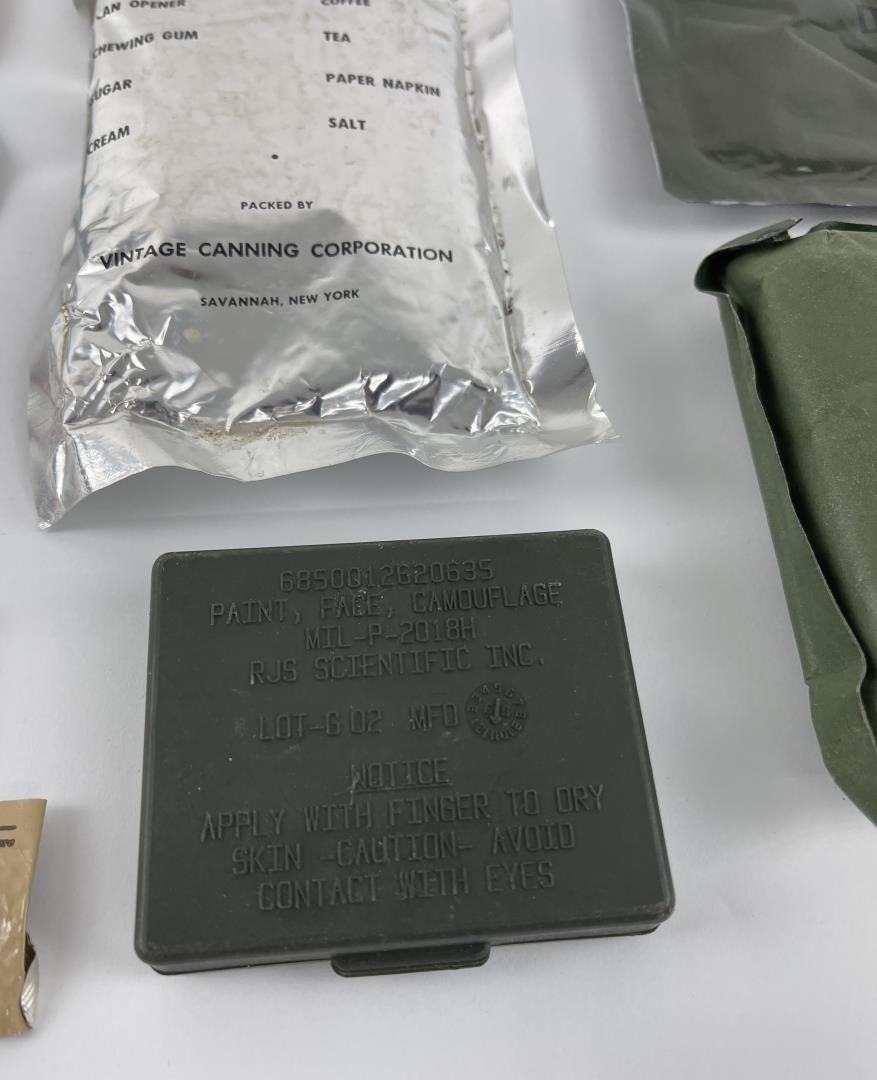 CAN OPENER
COFFEE
CHEWING GUM
TEA
SUGAR
PAPER NAPKIN
CREAM
SALT
PACKED BY
VINTAGE CANNING CORPORATION
SAVANNAH, NEW YORK
6850012620635
PAINT, FACE, CAMOUFLAGE
MIL-P-2018H
RJS SCIENTIFIC INC.
LOT-G 02 MFD
NOTICE
APPLY WITH FINGER TO DRY
SKIN -CAUTION- AVOID
CONTACT WITH EYES